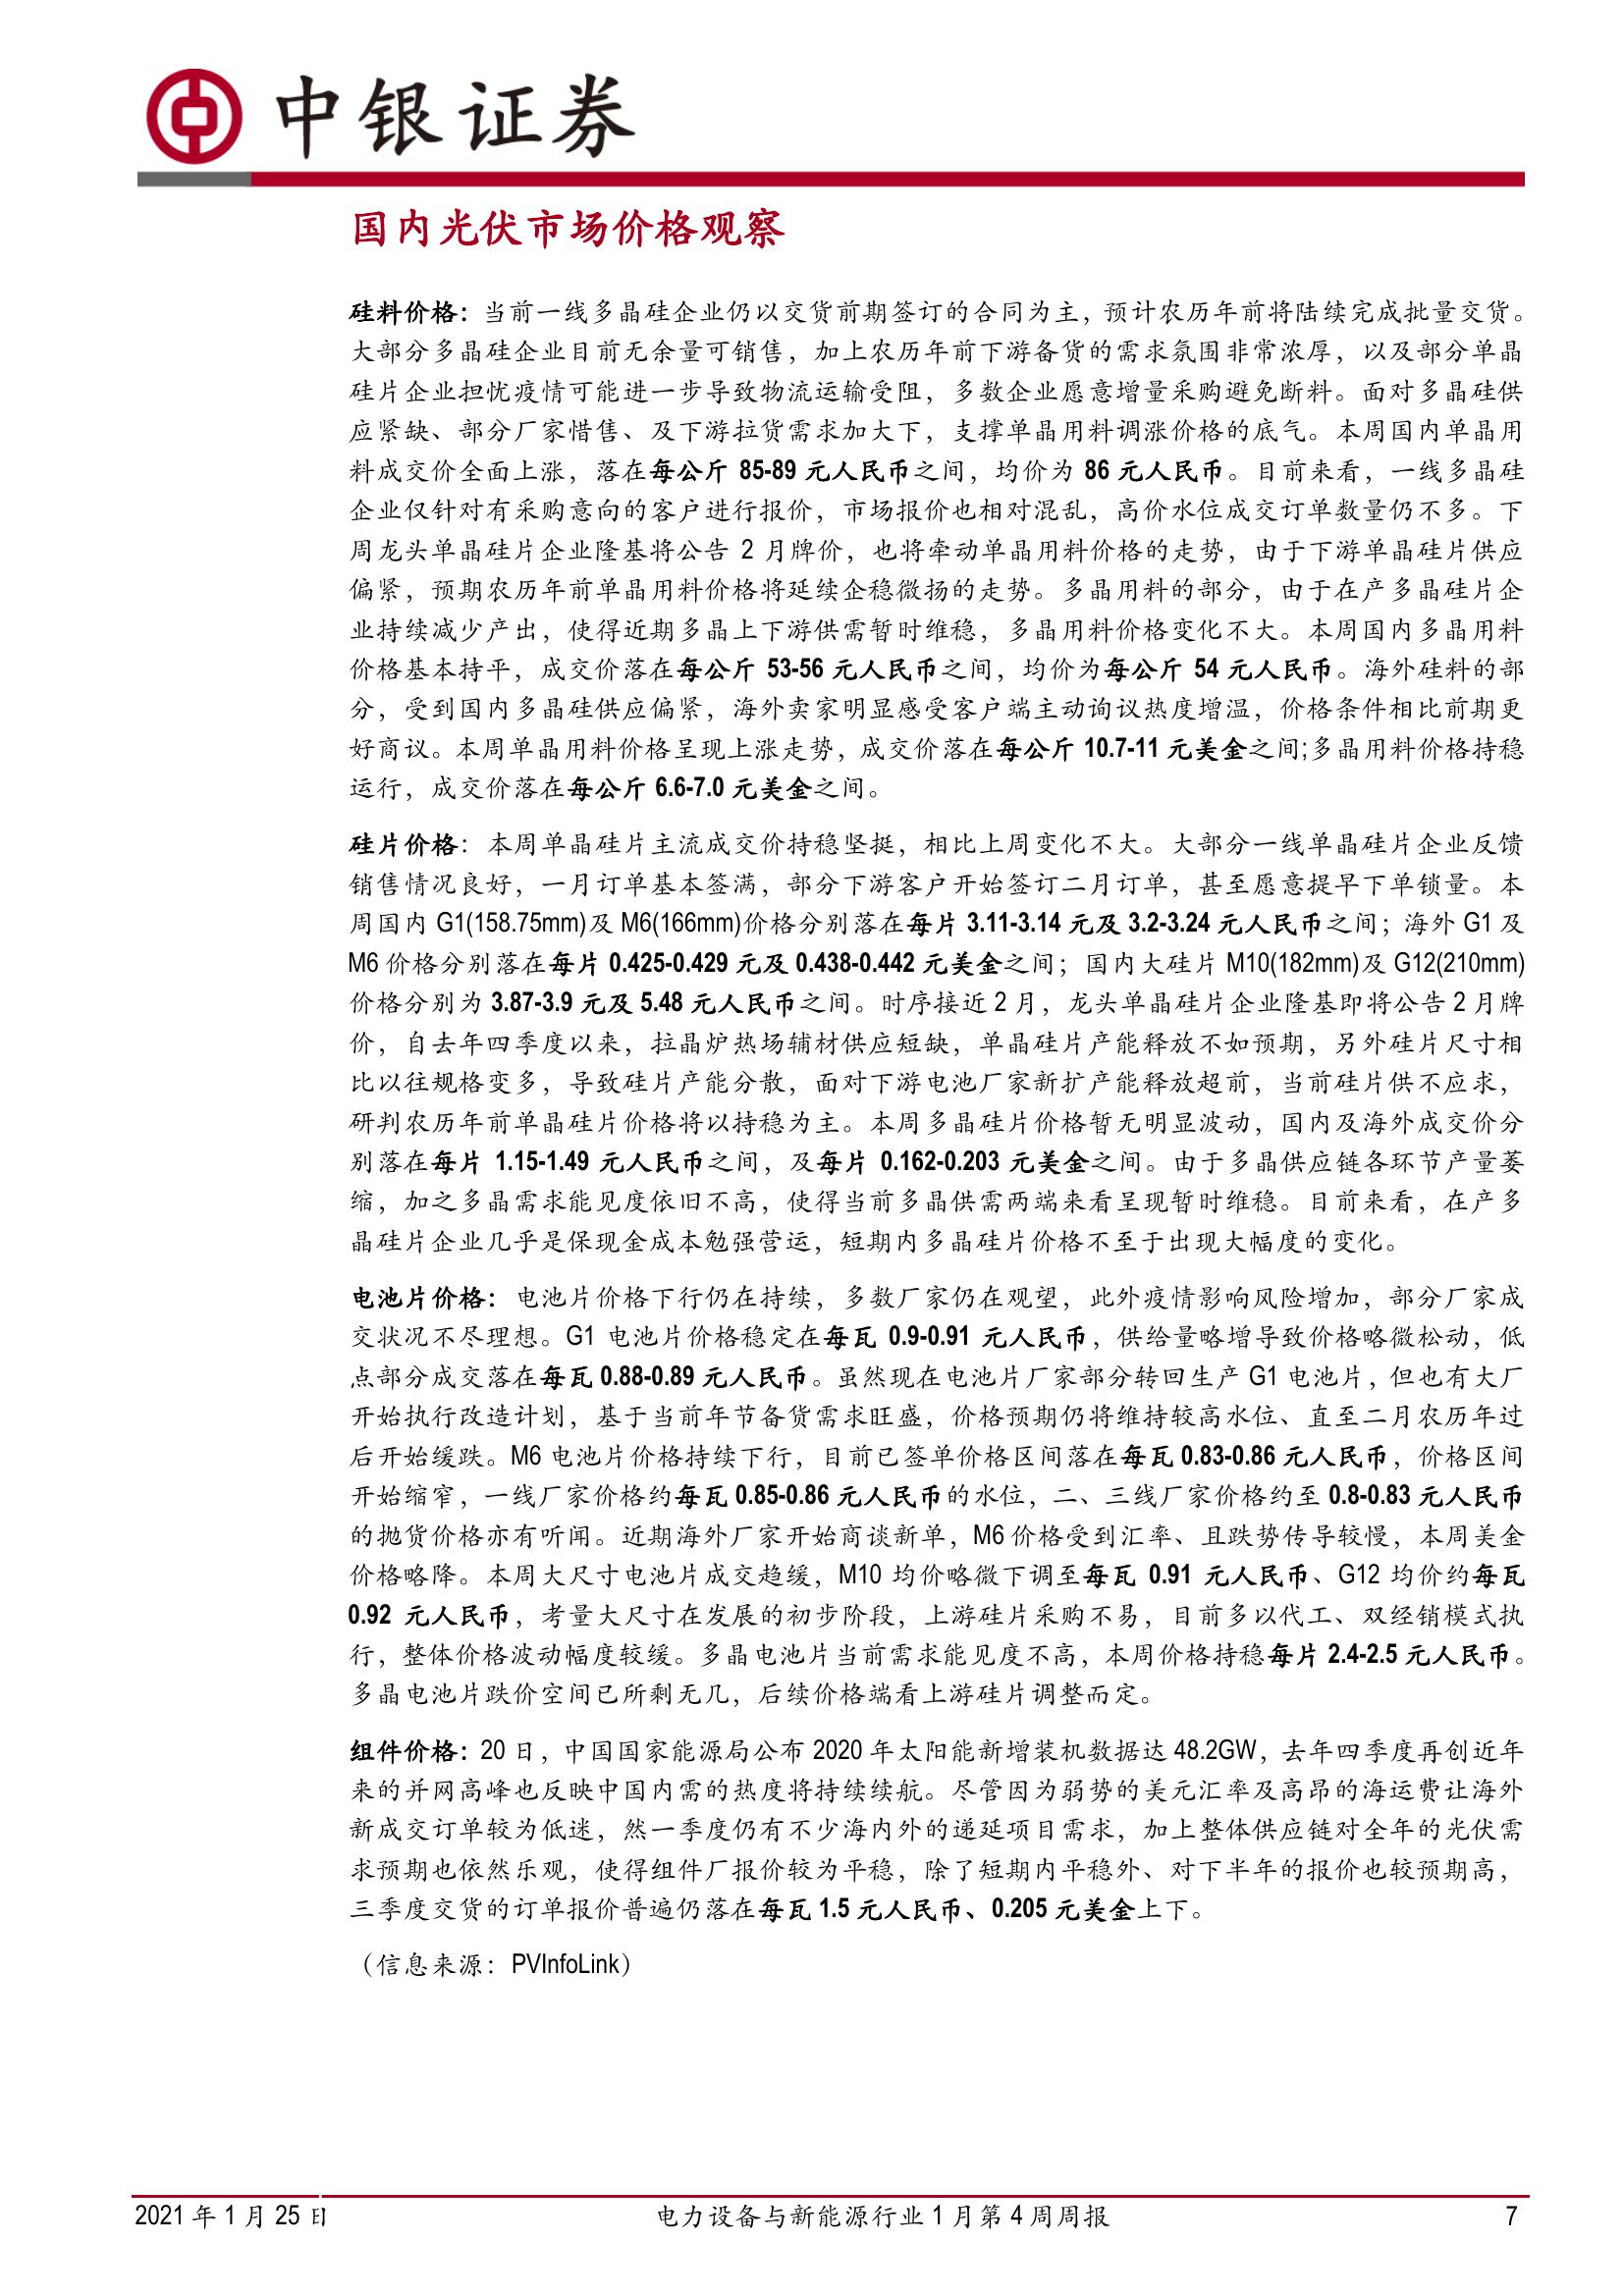 中银证券
国内光伏市场价格观察
硅料价格：当前一线多晶硅企业仍以交货前期签订的合同为主，预计农历年前将陆续完成批量交货。
大部分多晶硅企业目前无余量可销售，加上农历年前下游备货的需求氛围非常浓厚，以及部分单晶
硅片企业担忧疫情可能进一步导致物流运输受阻，多数企业愿意增量采购避免断料。面对多晶硅供
应紧缺、部分厂家惜售、及下游拉货需求加大下，支撑单晶用料调涨价格的底气。本周国内单晶用
料成交价全面上涨，落在每公斤 85-89 元人民币之间，均价为 86 元人民币。目前来看，一线多晶硅
企业仅针对有采购意向的客户进行报价，市场报价也相对混乱，高价水位成交订单数量仍不多。下
周龙头单晶硅片企业隆基将公告 2 月牌价，也将牵动单晶用料价格的走势，由于下游单晶硅片供应
偏紧，预期农历年前单晶用料价格将延续企稳微扬的走势。多晶用料的部分，由于在产多晶硅片企
业持续减少产出，使得近期多晶上下游供需暂时维稳，多晶用料价格变化不大。本周国内多晶用料
价格基本持平，成交价落在每公斤 53-56 元人民币之间，均价为每公斤 54 元人民币。海外硅料的部
分，受到国内多晶硅供应偏紧，海外卖家明显感受客户端主动询议热度增温，价格条件相比前期更
好商议。本周单晶用料价格呈现上涨走势，成交价落在每公斤 10.7-11 元美金之间;多晶用料价格持稳
运行，成交价落在每公斤 6.6-7.0 元美金之间。
硅片价格：本周单晶硅片主流成交价持稳坚挺，相比上周变化不大。大部分一线单晶硅片企业反馈
销售情况良好，一月订单基本签满，部分下游客户开始签订二月订单，甚至愿意提早下单锁量。本
周国内 G1(158.75mm)及 M6(166mm)价格分别落在每片 3.11-3.14 元及 3.2-3.24 元人民币之间；海外 G1 及
M6 价格分别落在每片 0.425-0.429 元及 0.438-0.442 元美金之间；国内大硅片 M10(182mm)及 G12(210mm)
价格分别为 3.87-3.9 元及 5.48 元人民币之间。时序接近 2 月，龙头单晶硅片企业隆基即将公告 2 月牌
价，自去年四季度以来，拉晶炉热场辅材供应短缺，单晶硅片产能释放不如预期，另外硅片尺寸相
比以往规格变多，导致硅片产能分散，面对下游电池厂家新扩产能释放超前，当前硅片供不应求，
研判农历年前单晶硅片价格将以持稳为主。本周多晶硅片价格暂无明显波动，国内及海外成交价分
别落在每片 1.15-1.49 元人民币之间，及每片 0.162-0.203 元美金之间。由于多晶供应链各环节产量萎
缩，加之多晶需求能见度依旧不高，使得当前多晶供需两端来看呈现暂时维稳。目前来看，在产多
晶硅片企业几乎是保现金成本勉强营运，短期内多晶硅片价格不至于出现大幅度的变化。
电池片价格：电池片价格下行仍在持续，多数厂家仍在观望，此外疫情影响风险增加，部分厂家成
交状况不尽理想。G1 电池片价格稳定在每瓦 0.9-0.91 元人民币，供给量略增导致价格略微松动，低
点部分成交落在每瓦 0.88-0.89 元人民币。虽然现在电池片厂家部分转回生产 G1 电池片，但也有大厂
开始执行改造计划，基于当前年节备货需求旺盛，价格预期仍将维持较高水位、直至二月农历年过
后开始缓跌。M6 电池片价格持续下行，目前已签单价格区间落在每瓦 0.83-0.86 元人民币，价格区间
开始缩窄，一线厂家价格约每瓦 0.85-0.86 元人民币的水位，二、三线厂家价格约至 0.8-0.83 元人民币
的抛货价格亦有听闻。近期海外厂家开始商谈新单，M6 价格受到汇率、且跌势传导较慢，本周美金
价格略降。本周大尺寸电池片成交趋缓，M10 均价略微下调至每瓦 0.91 元人民币、G12 均价约每瓦
0.92 元人民币，考量大尺寸在发展的初步阶段，上游硅片采购不易，目前多以代工、双经销模式执
行，整体价格波动幅度较缓。多晶电池片当前需求能见度不高，本周价格持稳每片 2.4-2.5 元人民币。
多晶电池片跌价空间已所剩无几，后续价格端看上游硅片调整而定。
组件价格：20 日，中国国家能源局公布 2020 年太阳能新增装机数据达 48.2GW，去年四季度再创近年
来的并网高峰也反映中国内需的热度将持续续航。尽管因为弱势的美元汇率及高昂的海运费让海外
新成交订单较为低迷，然一季度仍有不少海内外的递延项目需求，加上整体供应链对全年的光伏需
求预期也依然乐观，使得组件厂报价较为平稳，除了短期内平稳外、对下半年的报价也较预期高，
三季度交货的订单报价普遍仍落在每瓦 1.5 元人民币、0.205 元美金上下。
（信息来源：PVInfoLink）
2021 年 1 月 25 日 电力设备与新能源行业 1 月第 4 周周报 7